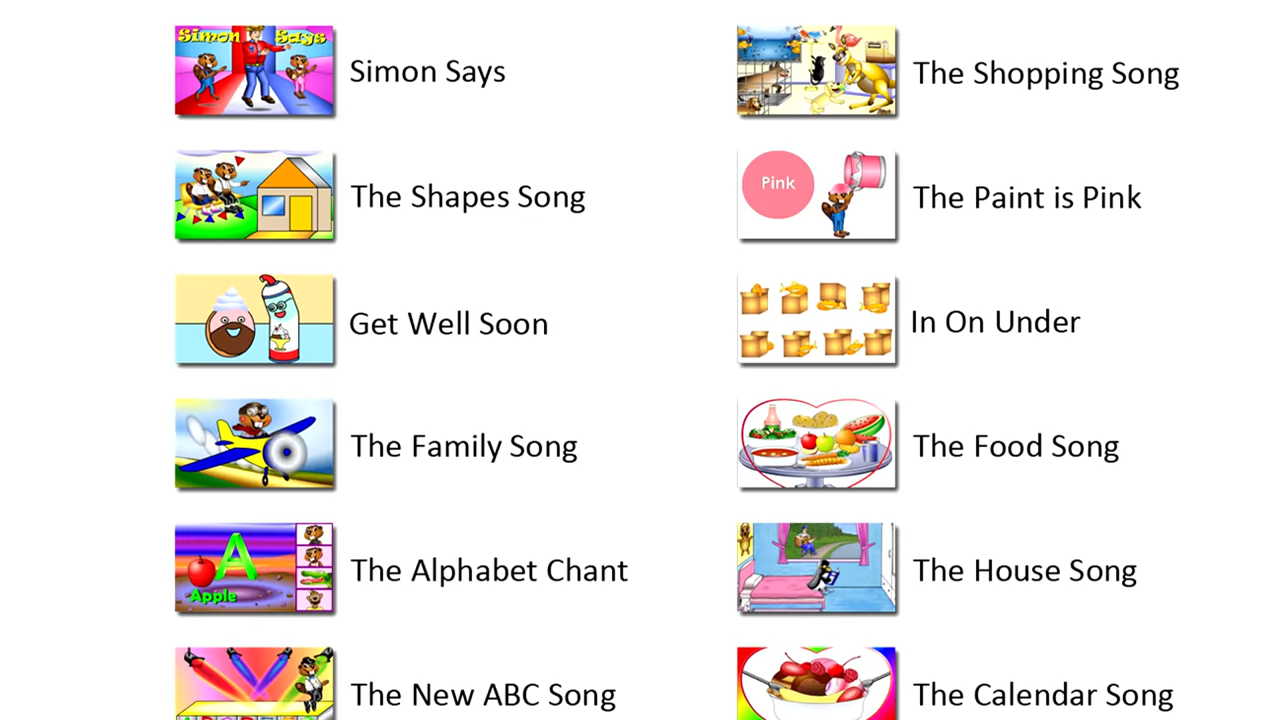 Simon Says
Simon Says
The Shapes Song
Get Well Soon
The Family Song
Apple
A
The Alphabet Chant
The New ABC Song
The Shopping Song
Pink
The Paint is Pink
In On Under
The Food Song
The House Song
The Calendar Song